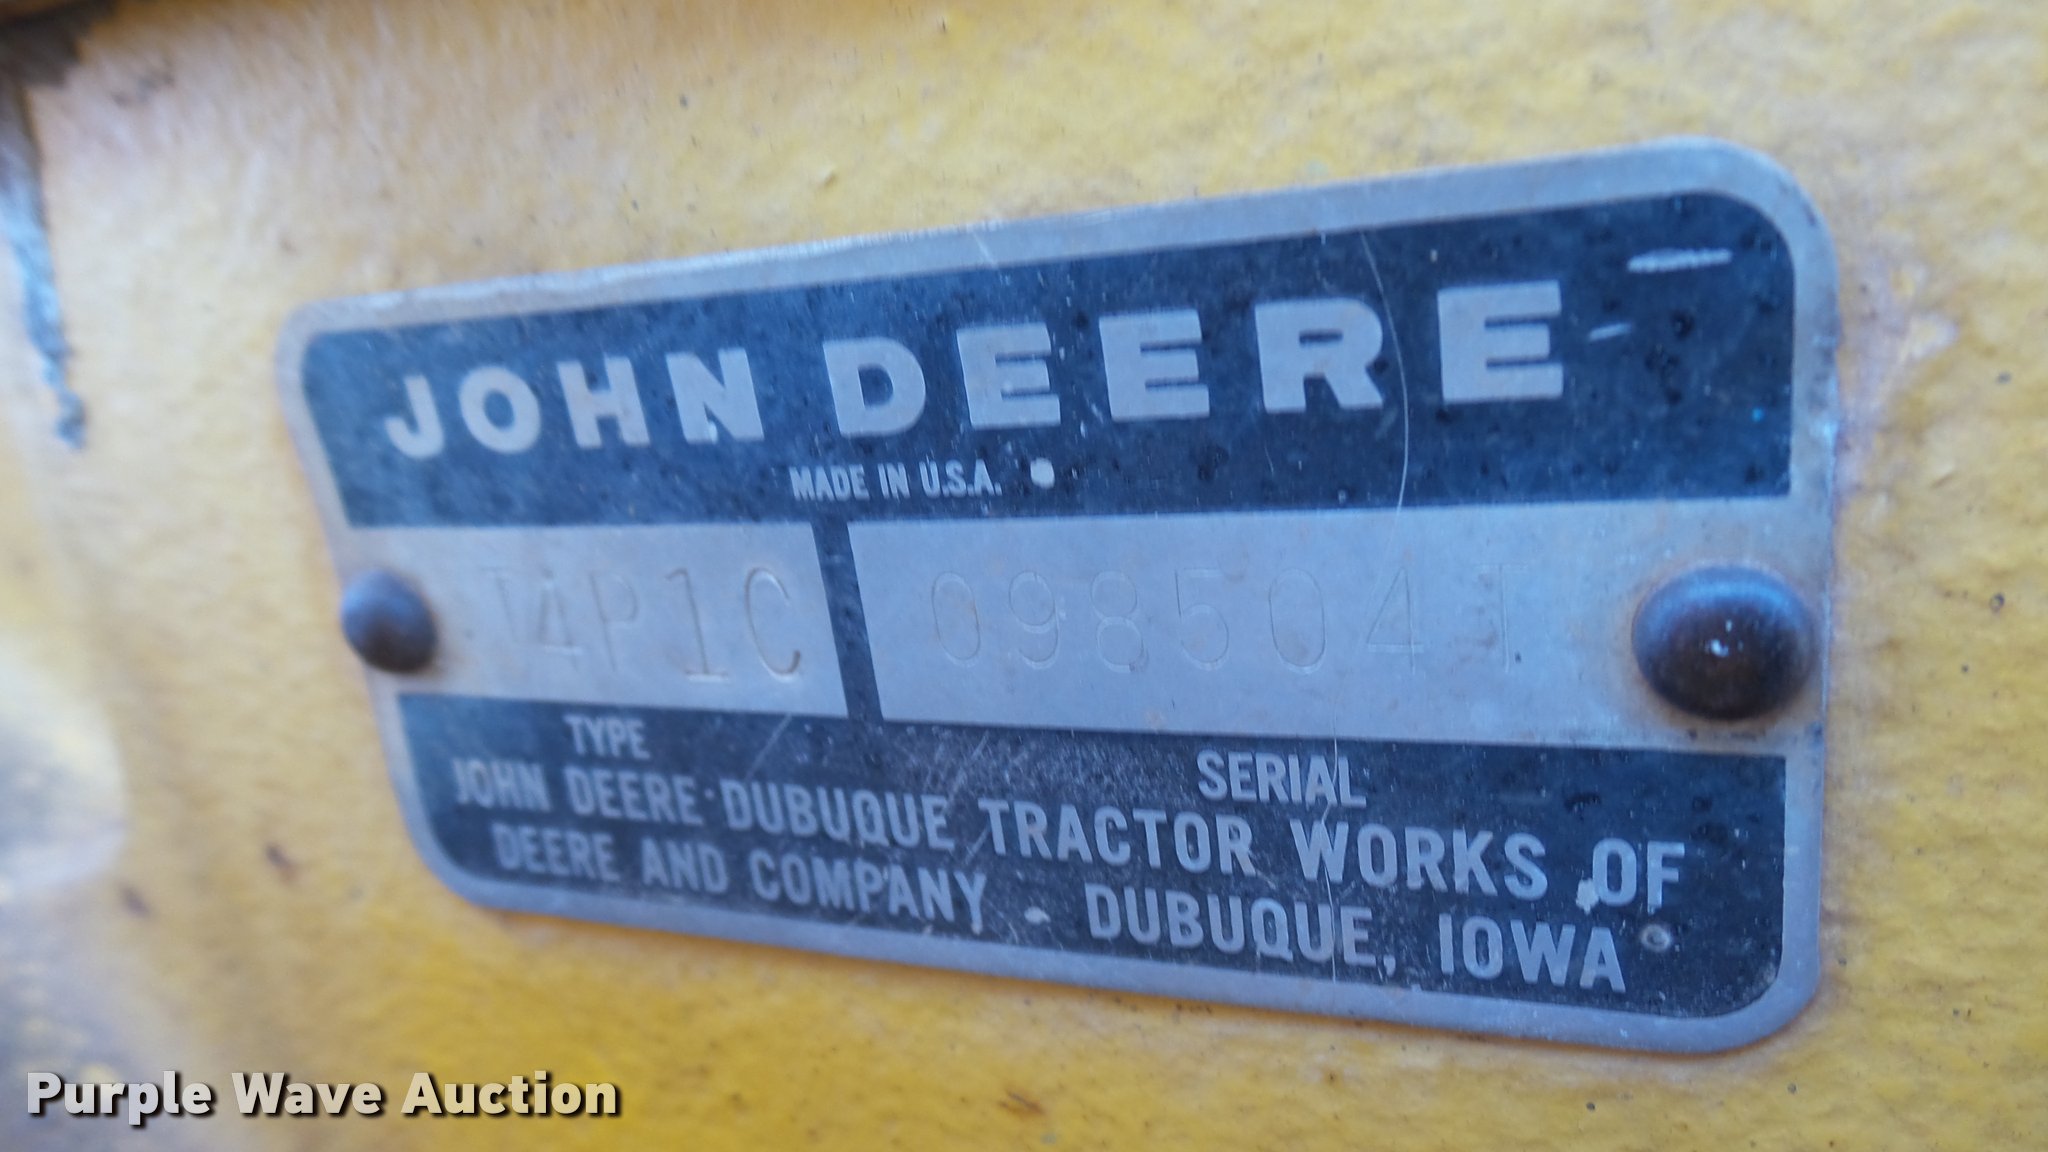 JOHN DEERE
MADE IN U.S.A.
T4P1C 098504T
TYPE SERIAL
JOHN DEERE·DUBUQUE TRACTOR WORKS OF
DEERE AND COMPANY · DUBUQUE, IOWA
Purple Wave Auction